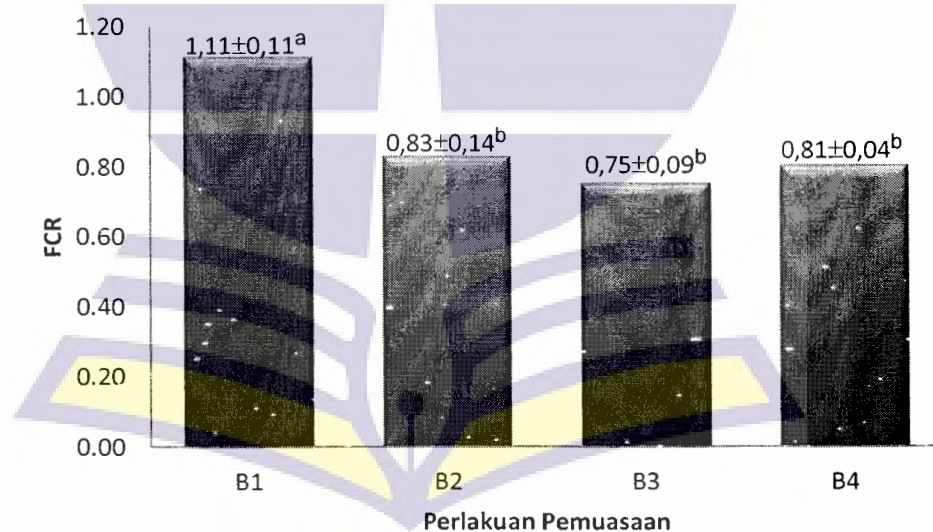 1.20
1,11±0,11a
1.00
0,83±0,14b
0,75±0,09b
0,81±0,04b
0.80
0.60
FCR
0.40
0.20
0.00
B1 B2 B3 B4
Perlakuan Pemuasaan